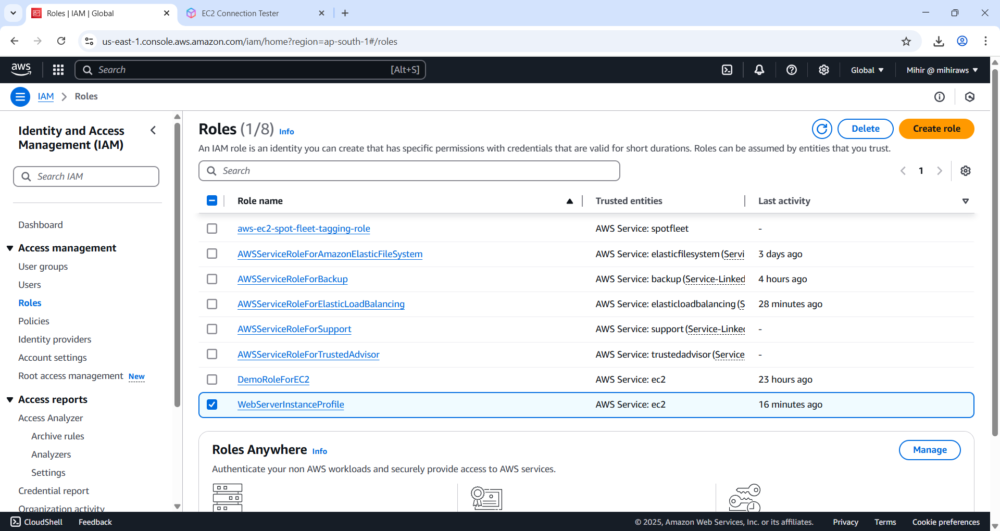 Roles | IAM | Global
EC2 Connection Tester
us-east-1.console.aws.amazon.com/iam/home?region=ap-south-1#/roles
aws
Search
[Alt+S]
Global
Mihir @ mihiraws
IAM
Roles
Identity and Access
Management (IAM)
Search IAM
Dashboard
Access management
User groups
Users
Roles
Policies
Identity providers
Account settings
Root access management New
Access reports
Access Analyzer
Archive rules
Analyzers
Settings
Credential report
Organization activity
Roles (1/8) Info
Delete
Create role
An IAM role is an identity you can create that has specific permissions with credentials that are valid for short durations. Roles can be assumed by entities that you trust.
Search
1
Role name Trusted entities Last activity
aws-ec2-spot-fleet-tagging-role AWS Service: spotfleet -
AWSServiceRoleForAmazonElasticFileSystem AWS Service: elasticfilesystem (Servi 3 days ago
AWSServiceRoleForBackup AWS Service: backup (Service-Linked 4 hours ago
AWSServiceRoleForElasticLoadBalancing AWS Service: elasticloadbalancing (S 28 minutes ago
AWSServiceRoleForSupport AWS Service: support (Service-Linked -
AWSServiceRoleForTrustedAdvisor AWS Service: trustedadvisor (Service -
DemoRoleForEC2 AWS Service: ec2 23 hours ago
WebServerInstanceProfile AWS Service: ec2 16 minutes ago
Roles Anywhere Info
Manage
Authenticate your non AWS workloads and securely provide access to AWS services.
CloudShell
Feedback
© 2025, Amazon Web Services, Inc. or its affiliates.
Privacy
Terms
Cookie preferences